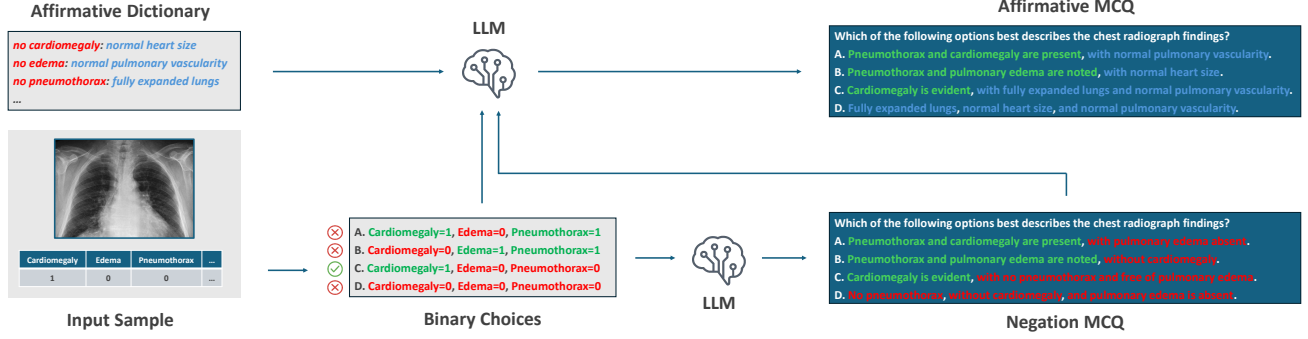 Affirmative Dictionary
no cardiomegaly: normal heart size
no edema: normal pulmonary vascularity
no pneumothorax: fully expanded lungs
...
LLM
Affirmative MCQ
Which of the following options best describes the chest radiograph findings?
A. Pneumothorax and cardiomegaly are present, with normal pulmonary vascularity.
B. Pneumothorax and pulmonary edema are noted, with normal heart size.
C. Cardiomegaly is evident, with fully expanded lungs and normal pulmonary vascularity.
D. Fully expanded lungs, normal heart size, and normal pulmonary vascularity.
Cardiomegaly Edema Pneumothorax ...
1 0 0 ...
Input Sample
A. Cardiomegaly=1, Edema=0, Pneumothorax=1
B. Cardiomegaly=0, Edema=1, Pneumothorax=1
C. Cardiomegaly=1, Edema=0, Pneumothorax=0
D. Cardiomegaly=0, Edema=0, Pneumothorax=0
Binary Choices
LLM
Which of the following options best describes the chest radiograph findings?
A. Pneumothorax and cardiomegaly are present, with pulmonary edema absent.
B. Pneumothorax and pulmonary edema are noted, without cardiomegaly.
C. Cardiomegaly is evident, with no pneumothorax and free of pulmonary edema.
D. No pneumothorax, without cardiomegaly, and pulmonary edema is absent.
Negation MCQ